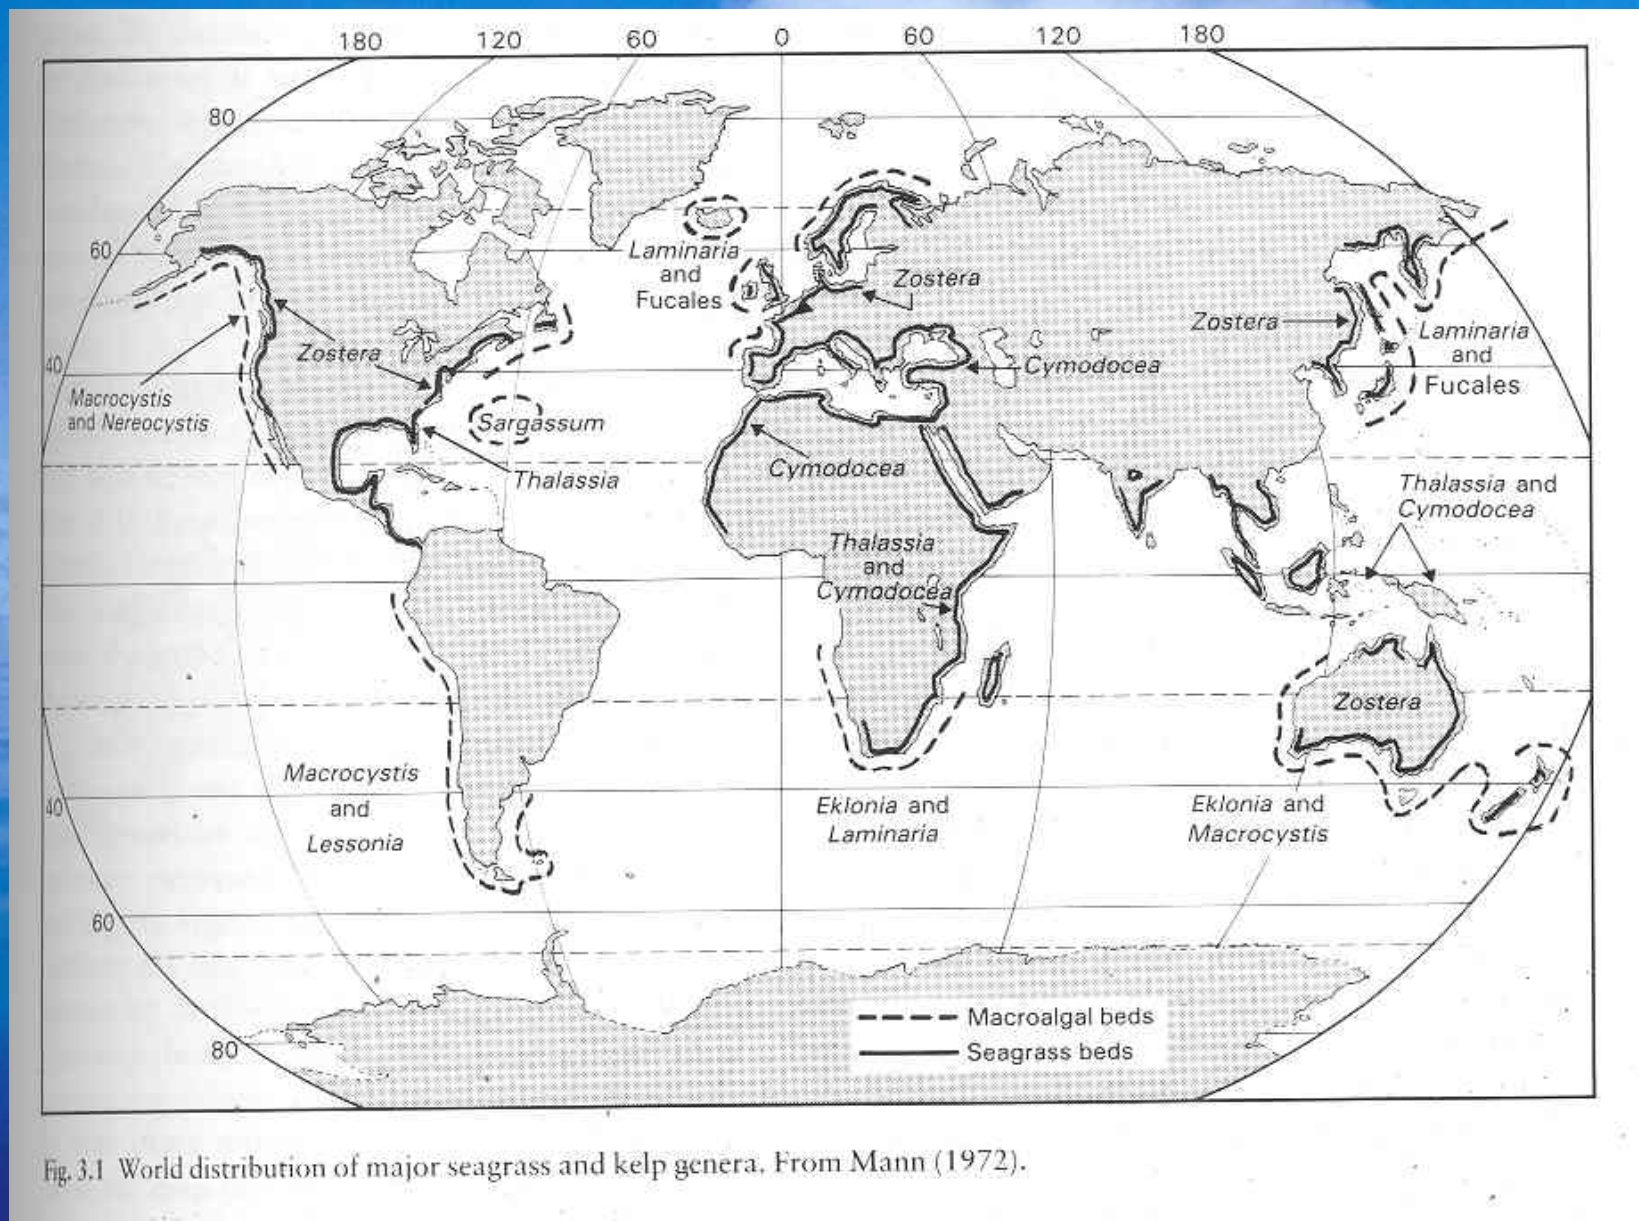 180 120 60 0 60 120 180
80
60
40
40
60
80
Laminaria
and
Fucales
Zostera
Zostera
Macrocystis
and Nereocystis
Sargassum
Thalassia
Cymodocea
Cymodocea
Zostera
Laminaria
and
Fucales
Thalassia and
Cymodocea
Thalassia
and
Cymodocea
Zostera
Macrocystis
and
Lessonia
Eklonia and
Laminaria
Eklonia and
Macrocystis
Macroalgal beds
Seagrass beds
Fig. 3.1 World distribution of major seagrass and kelp genera. From Mann (1972).